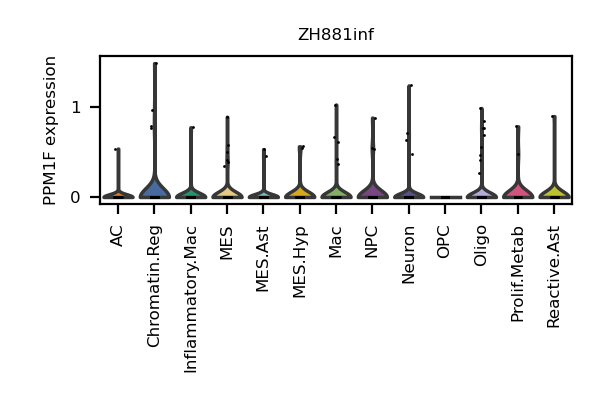 ZH881inf
PPM1F expression
1
0
AC
Chromatin.Reg
Inflammatory.Mac
MES
MES.Ast
MES.Hyp
Mac
NPC
Neuron
OPC
Oligo
Prolif.Metab
Reactive.Ast